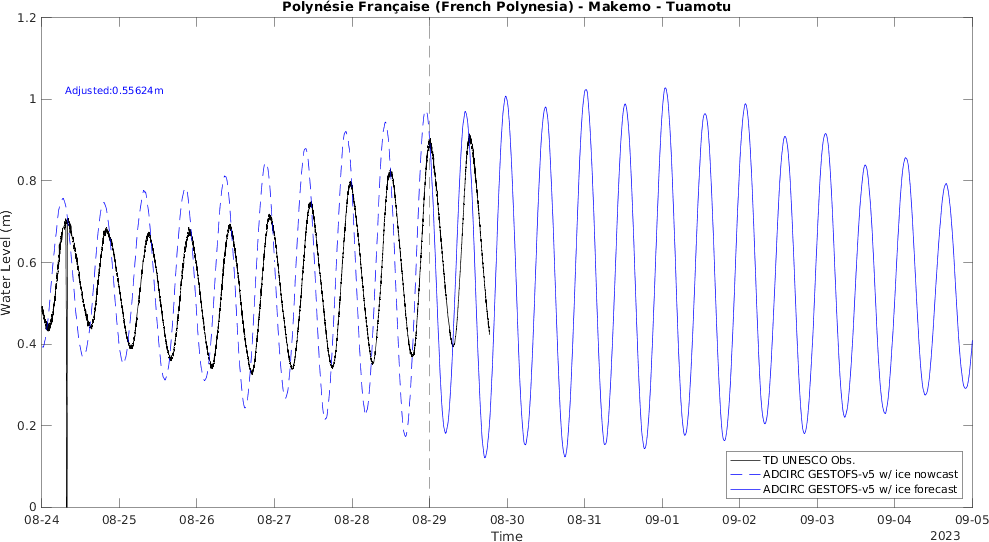 Polynésie Française (French Polynesia) - Makemo - Tuamotu
1.2
1
0.8
0.6
0.4
0.2
0
Water Level (m)
Adjusted:0.55624m
TD UNESCO Obs.
ADCIRC GESTOFS-v5 w/ ice nowcast
ADCIRC GESTOFS-v5 w/ ice forecast
08-24 08-25 08-26 08-27 08-28 08-29 08-30 08-31 09-01 09-02 09-03 09-04 09-05
Time
2023